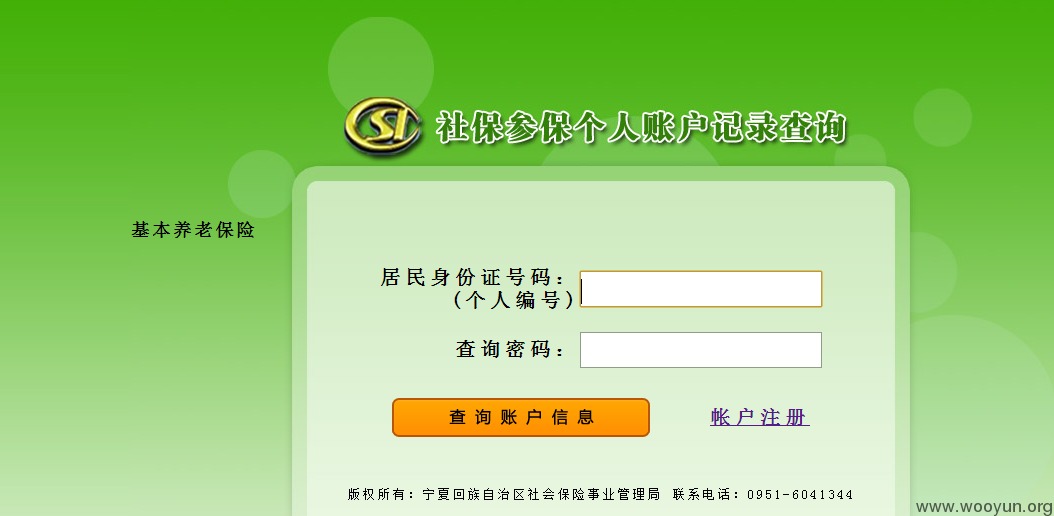 CSI 社保参保个人账户记录查询
基本养老保险
居民身份证号码：
(个人编号)
查询密码：
查询账户信息 帐户注册
版权所有：宁夏回族自治区社会保险事业管理局 联系电话：0951-6041344
www.wooyun.org